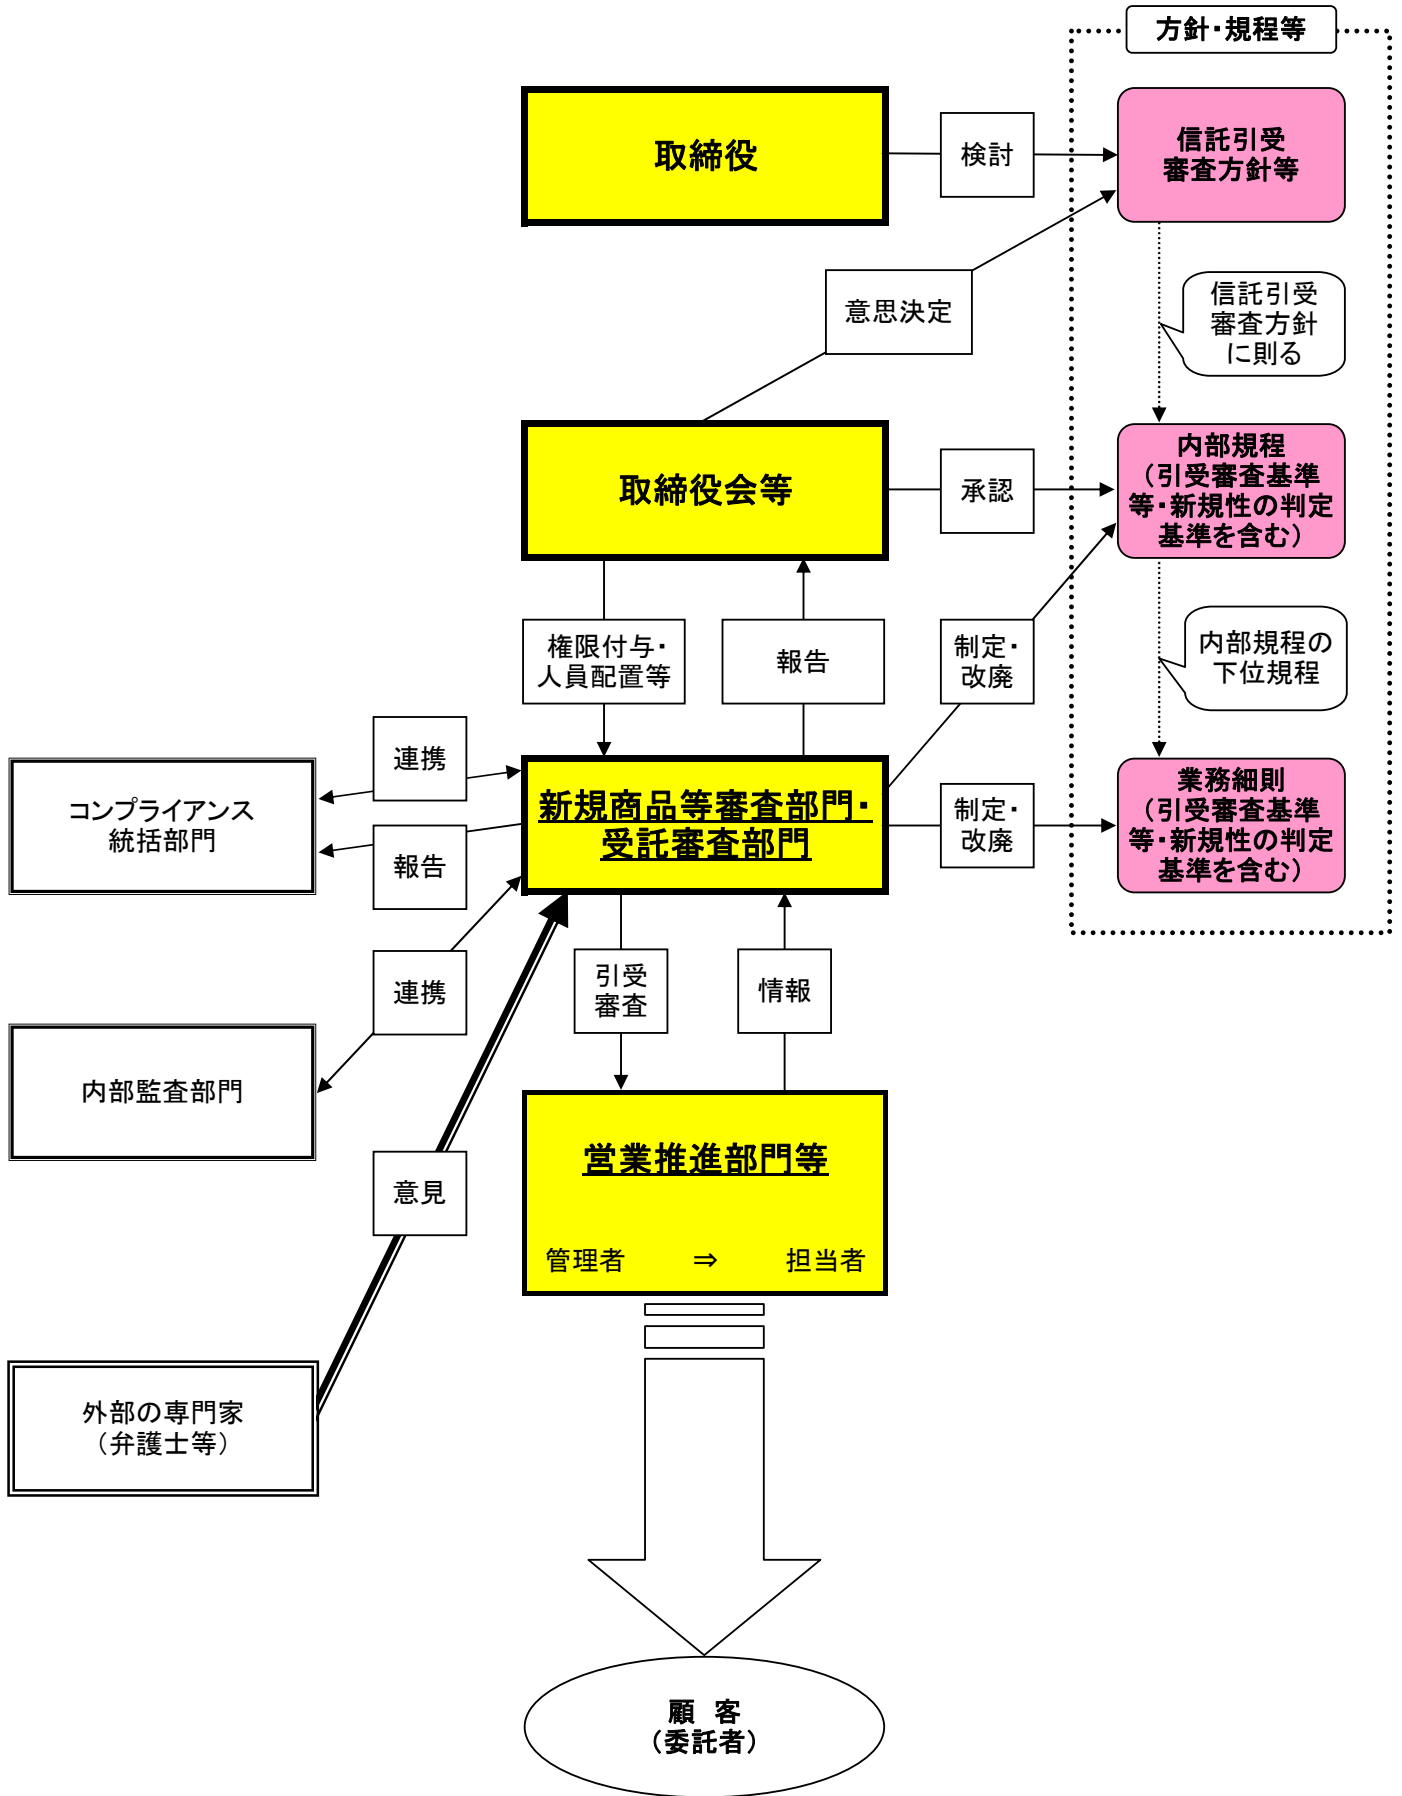 方針・規程等
取締役
検討
信託引受
審査方針等
意思決定
信託引受
審査方針
に則る
取締役会等
承認
内部規程
（引受審査基準
等・新規性の判定
基準を含む）
権限付与・
人員配置等
報告
制定・
改廃
内部規程の
下位規程
連携
コンプライアンス
統括部門
報告
新規商品等審査部門・
受託審査部門
制定・
改廃
業務細則
（引受審査基準
等・新規性の判定
基準を含む）
連携
引受
審査
情報
内部監査部門
意見
営業推進部門等
管理者　⇒　担当者
外部の専門家
（弁護士等）
顧　客
（委託者）